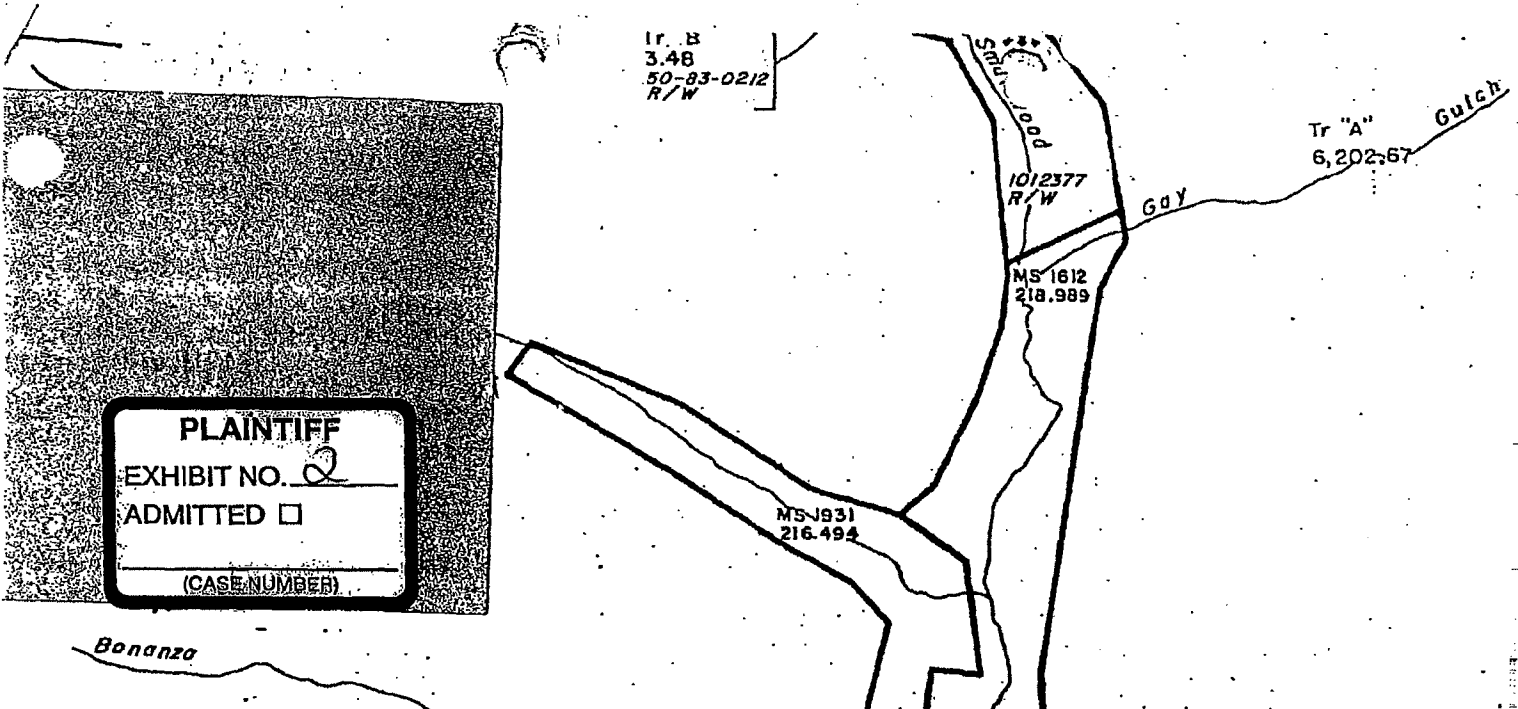 Tr. B
3.48
50-83-0212
R/W
1012377
R/W
Tr "A"
6,202.67
Gay Gulch
MS 1612
218.989
MS 1931
216.494
PLAINTIFF
EXHIBIT NO. 2
ADMITTED □
(CASE NUMBER)
Bonanza